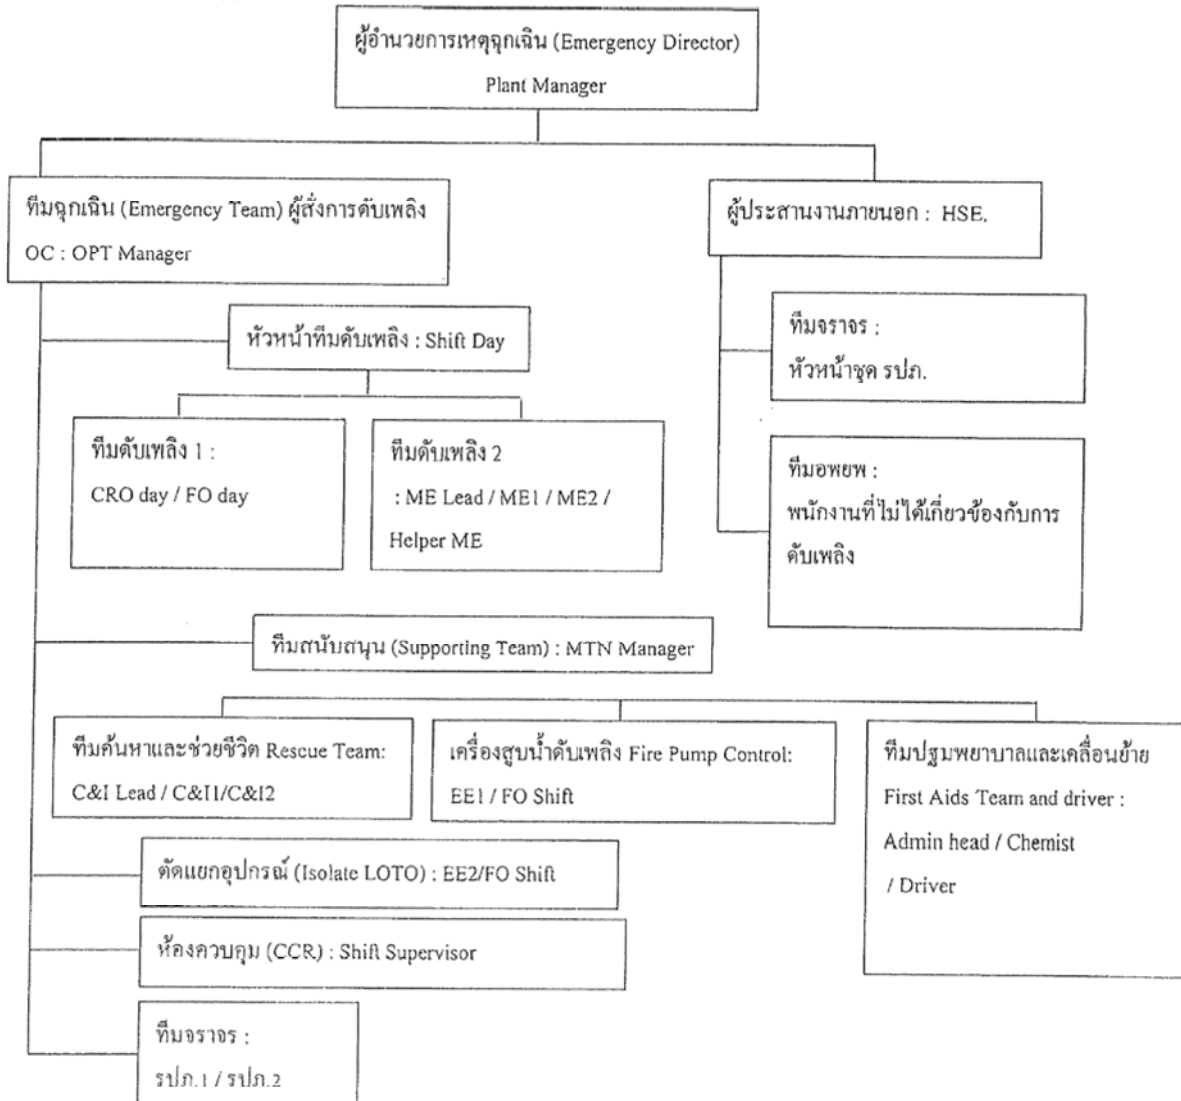 ผู้อำนวยการเหตุฉุกเฉิน (Emergency Director)
Plant Manager
ทีมฉุกเฉิน (Emergency Team) ผู้สั่งการดับเพลิง
OC : OPT Manager
ผู้ประสานงานภายนอก : HSE.
หัวหน้าทีมดับเพลิง : Shift Day
ทีมจราจร :
หัวหน้าชุด รปภ.
ทีมดับเพลิง 1 :
CRO day / FO day
ทีมดับเพลิง 2
: ME Lead / ME1 / ME2 /
Helper ME
ทีมอพยพ :
พนักงานที่ไม่ได้เกี่ยวข้องกับการ
ดับเพลิง
ทีมสนับสนุน (Supporting Team) : MTN Manager
ทีมค้นหาและช่วยชีวิต Rescue Team:
C&I Lead / C&I1/C&I2
เครื่องสูบน้ำดับเพลิง Fire Pump Control:
EE1 / FO Shift
ทีมปฐมพยาบาลและเคลื่อนย้าย
First Aids Team and driver :
Admin head / Chemist
/ Driver
ตัดแยกอุปกรณ์ (Isolate LOTO) : EE2/FO Shift
ห้องควบคุม (CCR) : Shift Supervisor
ทีมจราจร :
รปภ.1 / รปภ.2